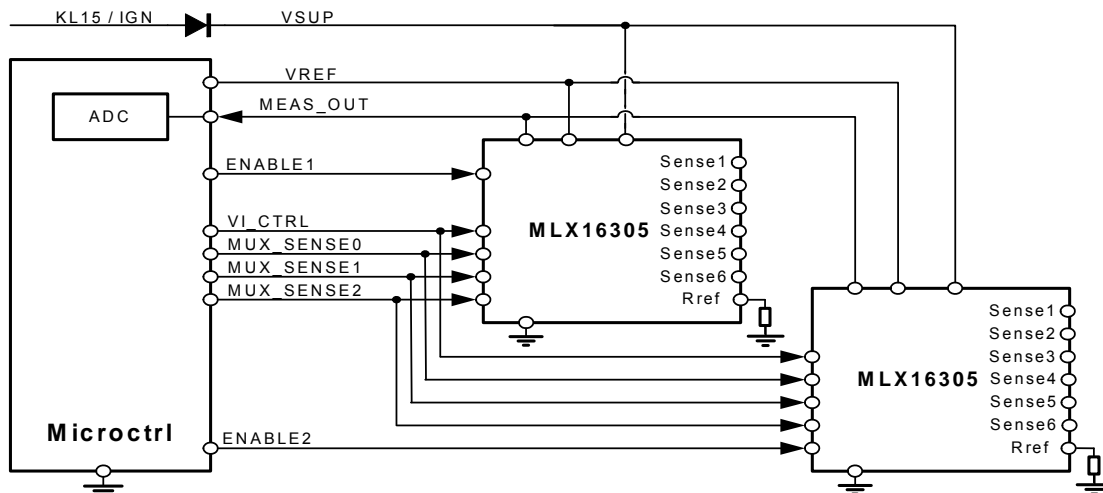 KL15 / IGN
VSUP
VREF
ADC
MEAS_OUT
ENABLE1
VI_CTRL
MUX_SENSE0
MUX_SENSE1
MUX_SENSE2
Microctrl
ENABLE2
MLX16305
Sense1
Sense2
Sense3
Sense4
Sense5
Sense6
Rref
MLX16305
Sense1
Sense2
Sense3
Sense4
Sense5
Sense6
Rref